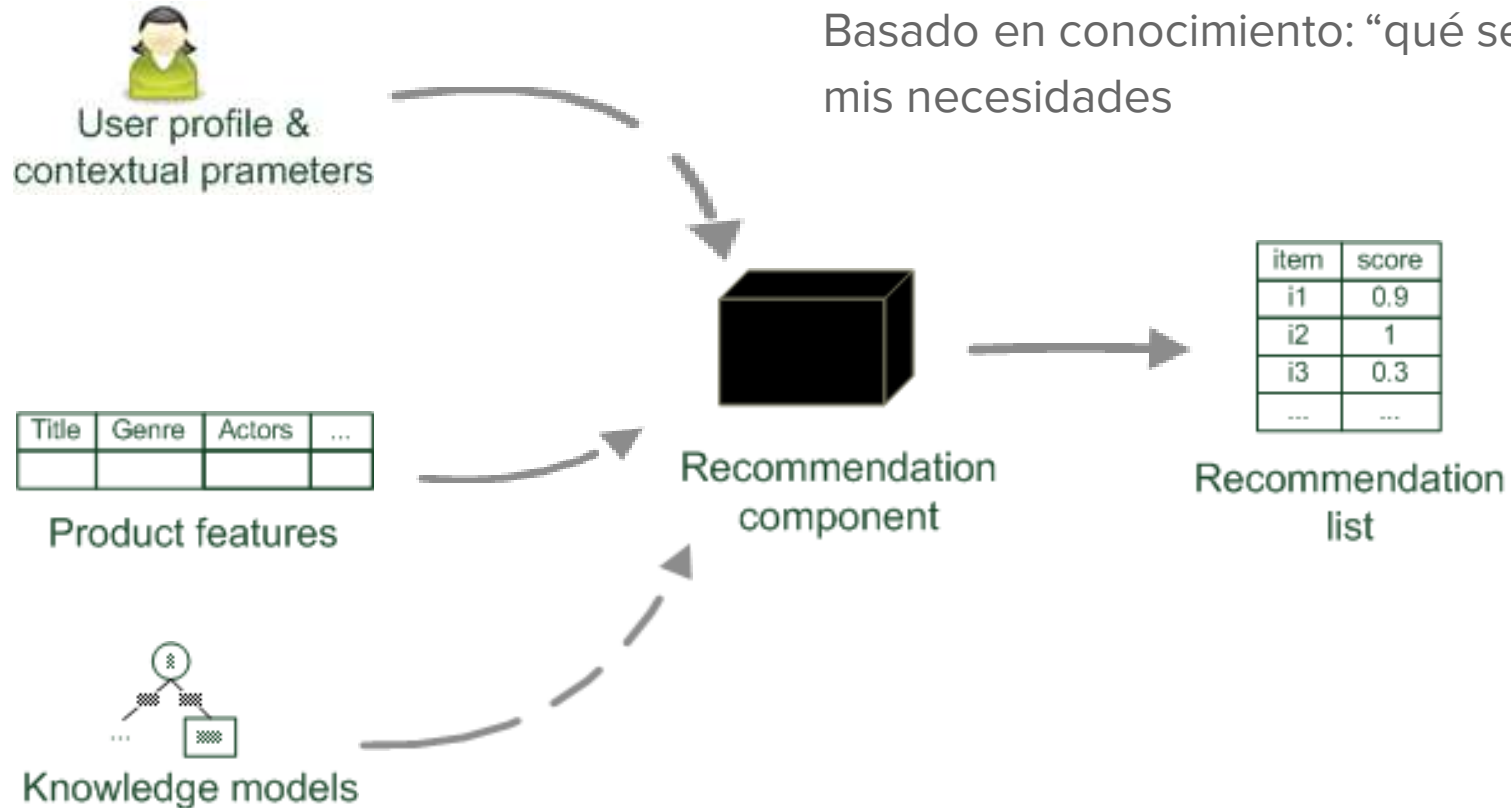 Basado en conocimiento: “qué se
mis necesidades
User profile &
contextual prameters
Title Genre Actors ...
Product features
Knowledge models
Recommendation
component
item score
i1 0.9
i2 1
i3 0.3
... ...
Recommendation
list